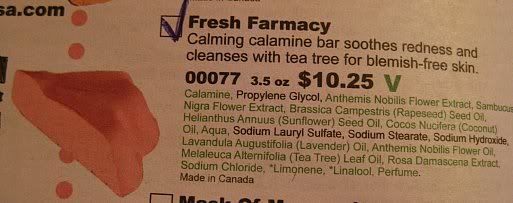 sa.com
Fresh Farmacy
Calming calamine bar soothes redness and
cleanses with tea tree for blemish-free skin.
00077 3.5 oz $10.25 V
Calamine, Propylene Glycol, Anthemis Nobilis Flower Extract, Sambucus
Nigra Flower Extract, Brassica Campestris (Rapeseed) Seed Oil,
Helianthus Annuus (Sunflower) Seed Oil, Cocos Nucifera (Coconut)
Oil, Aqua, Sodium Lauryl Sulfate, Sodium Stearate, Sodium Hydroxide,
Lavandula Augustifolia (Lavender) Oil, Anthemis Nobilis Flower Oil,
Melaleuca Alternifolia (Tea Tree) Leaf Oil, Rosa Damascena Extract,
Sodium Chloride, *Limonene, *Linalool, Perfume.
Made in Canada